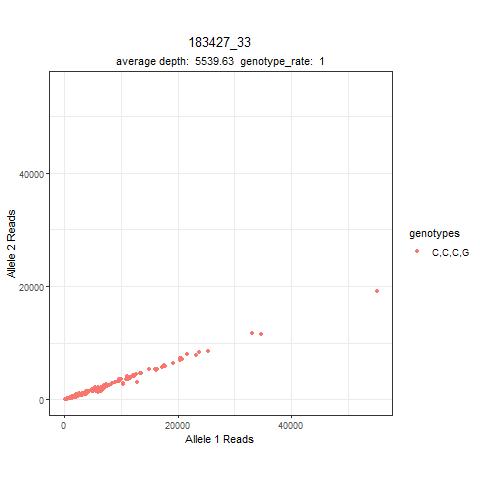 183427_33
average depth:  5539.63  genotype_rate:  1
Allele 2 Reads
40000
20000
0
0
20000
40000
Allele 1 Reads
genotypes
C,C,C,G